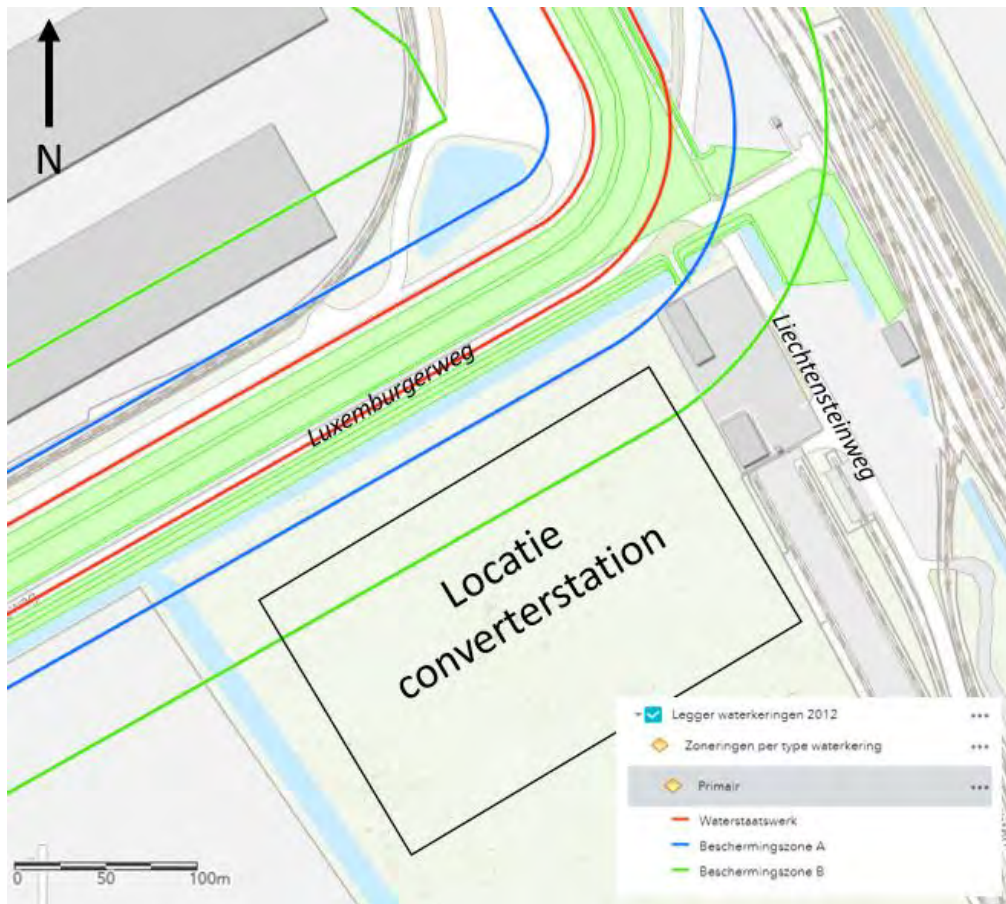 N
Luxemburgerweg
Liechtensteinweg
Locatie
converterstation
Legger waterkeringen 2012
Zoneringen per type waterkering
Primair
Waterstaatswerk
Beschermingszone A
Beschermingszone B
0 50 100m